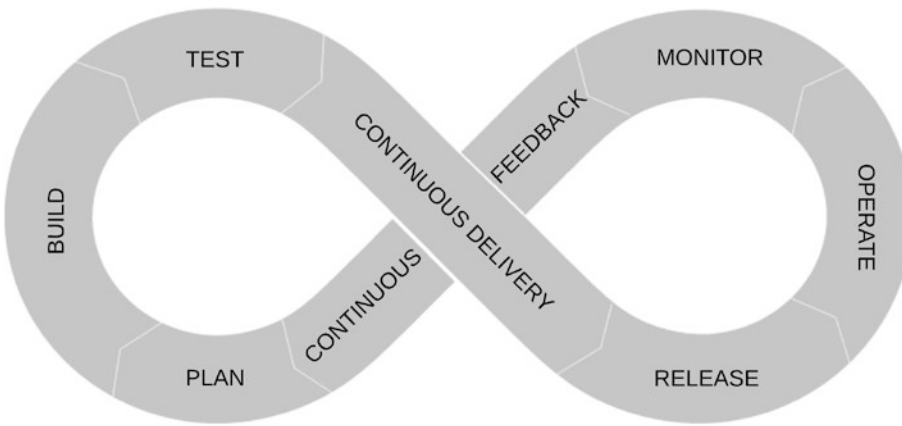 TEST
MONITOR
CONTINUOUS DELIVERY
FEEDBACK
BUILD
OPERATE
CONTINUOUS
PLAN
RELEASE